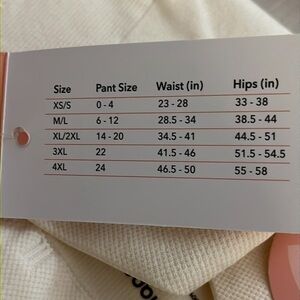 Size Pant Size Waist (in) Hips (in)
XS/S 0 - 4 23 - 28 33 - 38
M/L 6 - 12 28.5 - 34 38.5 - 44
XL/2XL 14 - 20 34.5 - 41 44.5 - 51
3XL 22 41.5 - 46 51.5 - 54.5
4XL 24 46.5 - 50 55 - 58